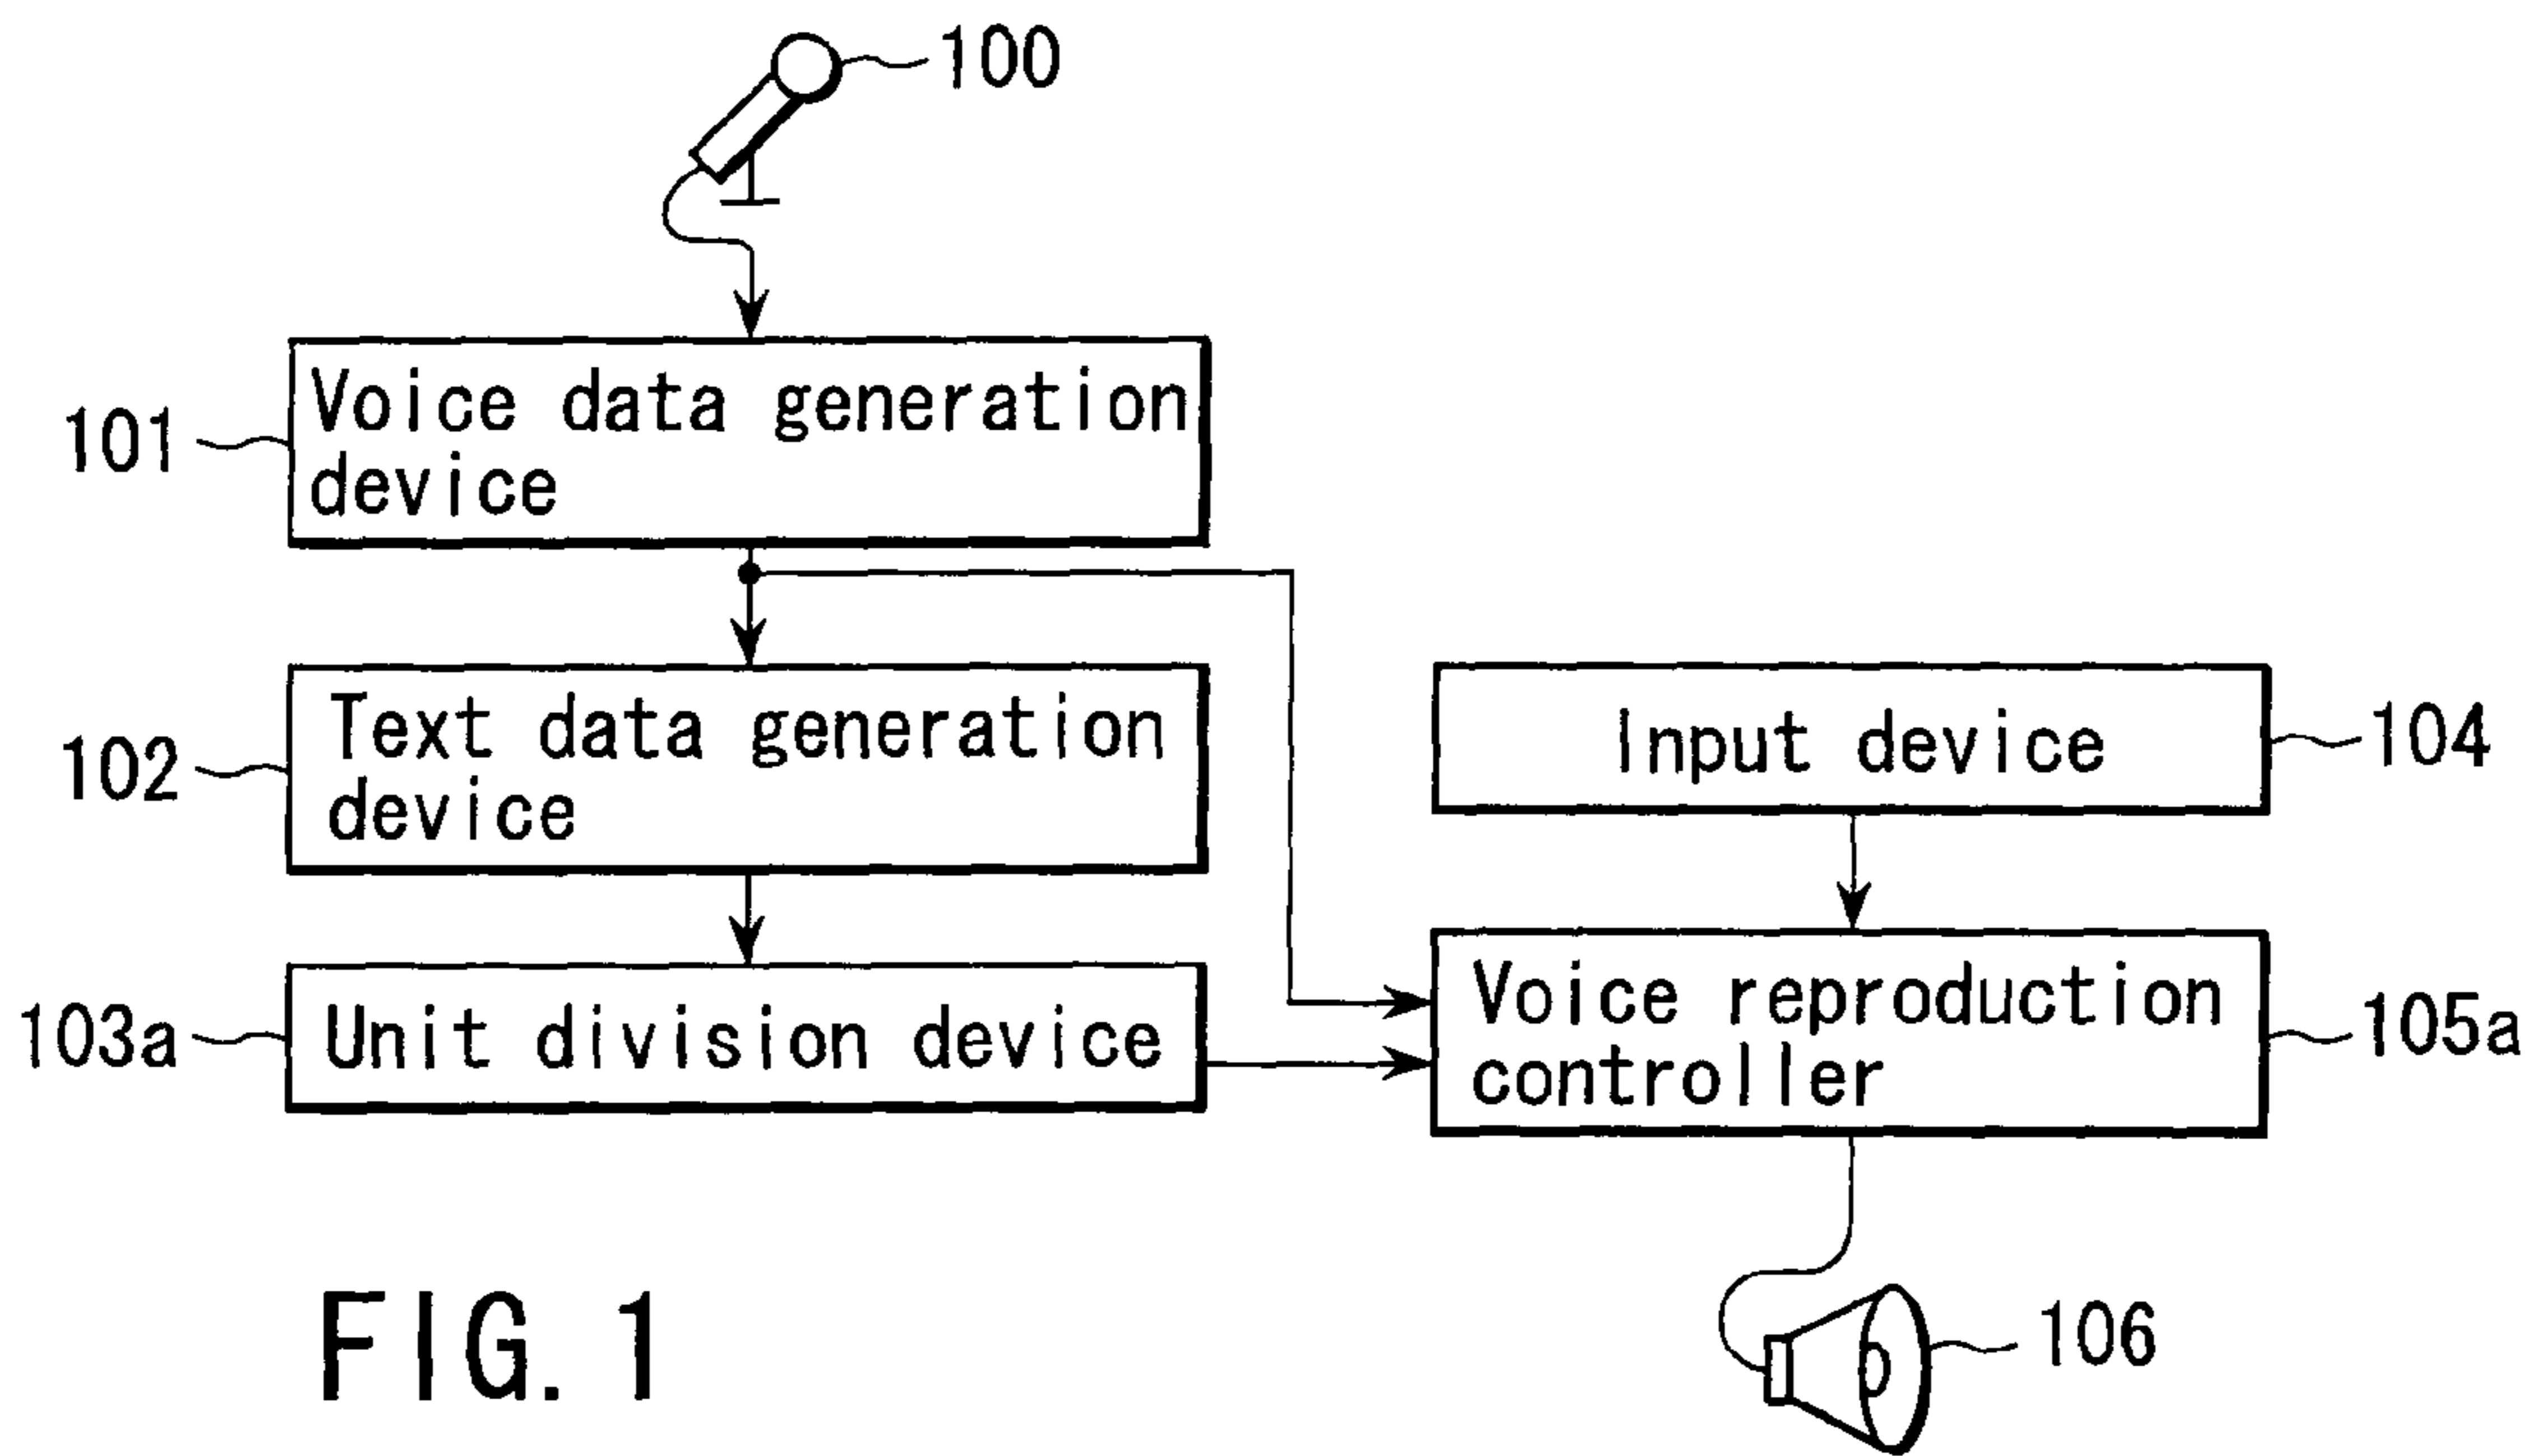 100
101
Voice data generation
device
102
Text data generation
device
Input device
104
103a
Unit division device
Voice reproduction
controller
105a
106
FIG. 1